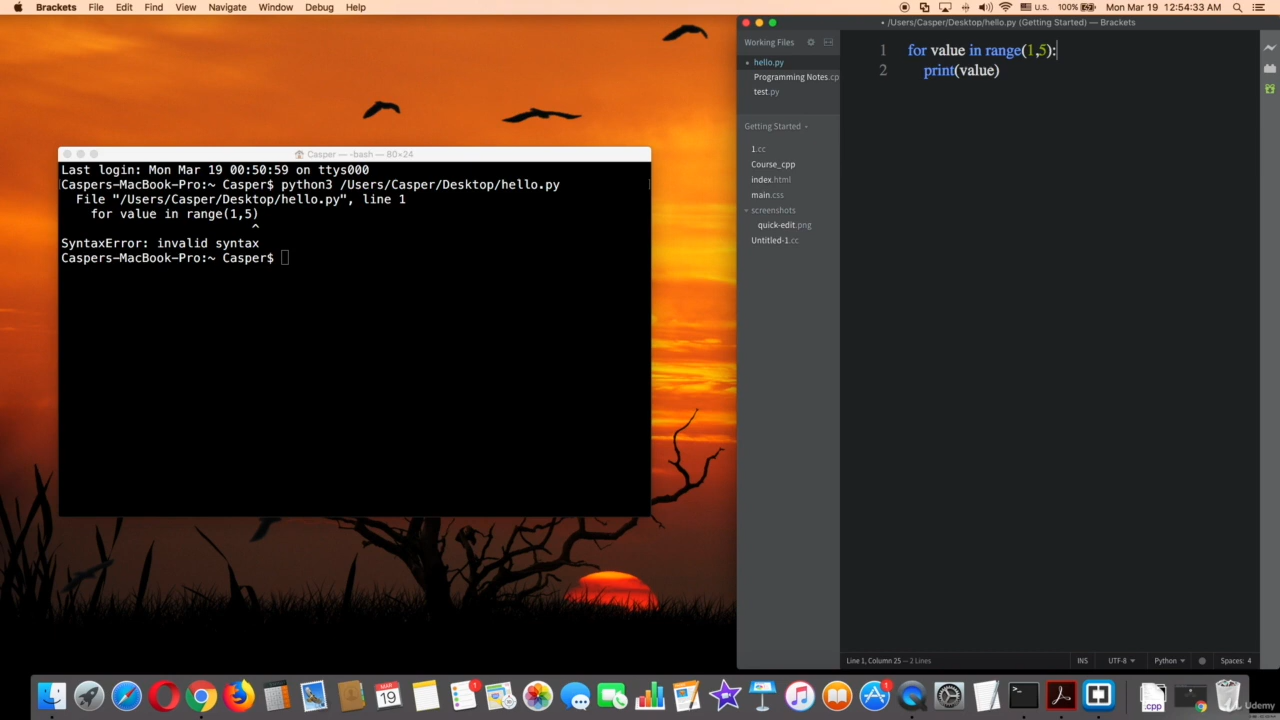 Brackets File Edit Find View Navigate Window Debug Help
U.S. 100% Mon Mar 19 12:54:33 AM
• /Users/Casper/Desktop/hello.py (Getting Started) — Brackets
Working Files
hello.py
Programming Notes.cp
test.py
Getting Started
1.cc
Course_cpp
index.html
main.css
screenshots
quick-edit.png
Untitled-1.cc
1 for value in range(1,5):
2 print(value)
Casper — -bash — 80×24
Last login: Mon Mar 19 00:50:59 on ttys000
Caspers-MacBook-Pro:~ Casper$ python3 /Users/Casper/Desktop/hello.py
File "/Users/Casper/Desktop/hello.py", line 1
for value in range(1,5)
^
SyntaxError: invalid syntax
Caspers-MacBook-Pro:~ Casper$
Line 1, Column 25 — 2 Lines
INS UTF-8 Python Spaces: 4
MAR
19
1
1
.cpp
Udemy